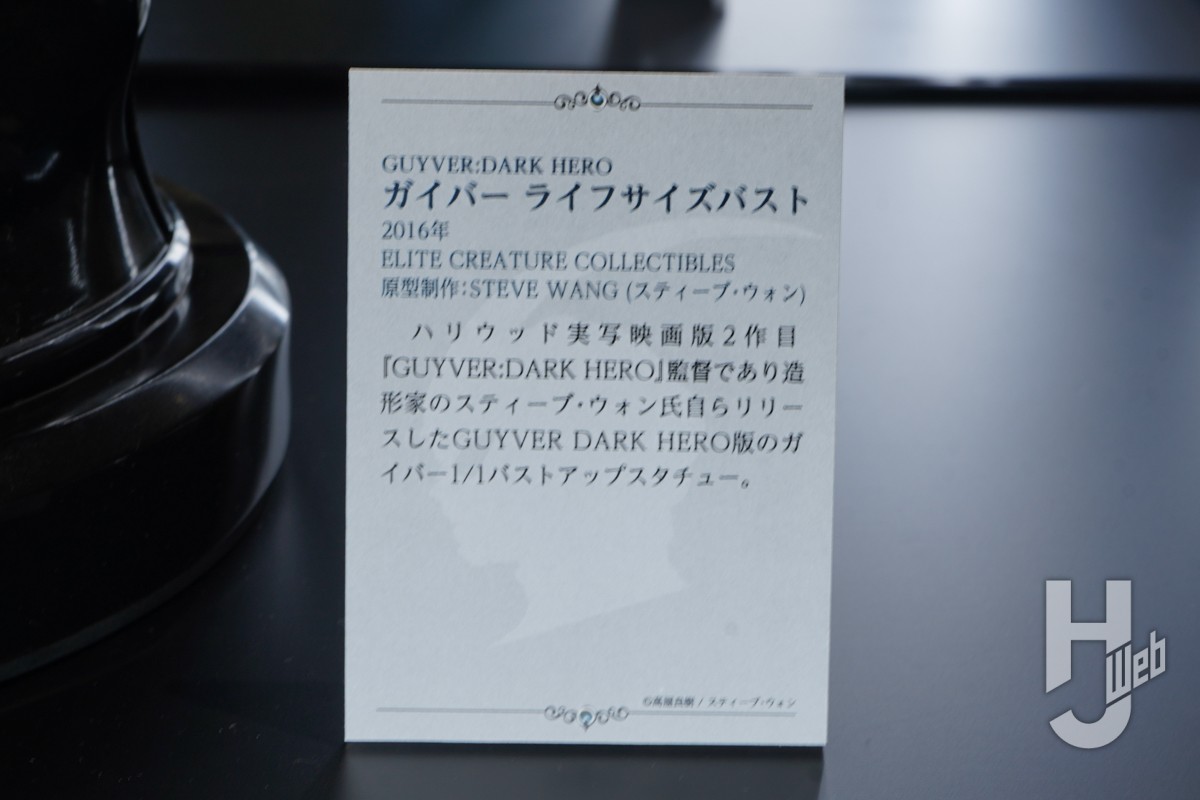 GUYVER:DARK HERO
ガイバー ライフサイズバスト
2016年
ELITE CREATURE COLLECTIBLES
原型制作:STEVE WANG (スティーブ・ウォン)
ハリウッド実写映画版2作目
『GUYVER:DARK HERO』監督であり造
形家のスティーブ・ウォン氏自らリリー
スしたGUYVER DARK HERO版のガ
イバー1/1バストアップスタチュー。
©高屋良樹 / スティーブ・ウォン
HJ Web